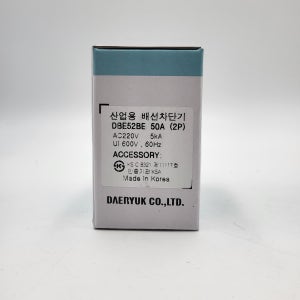 산업용 배선차단기
DBE52BE 50A (2P)
AC220V 5kA
Ui 600V, 60Hz
ACCESSORY:
Made in Korea
DAERYUK CO.,LTD.